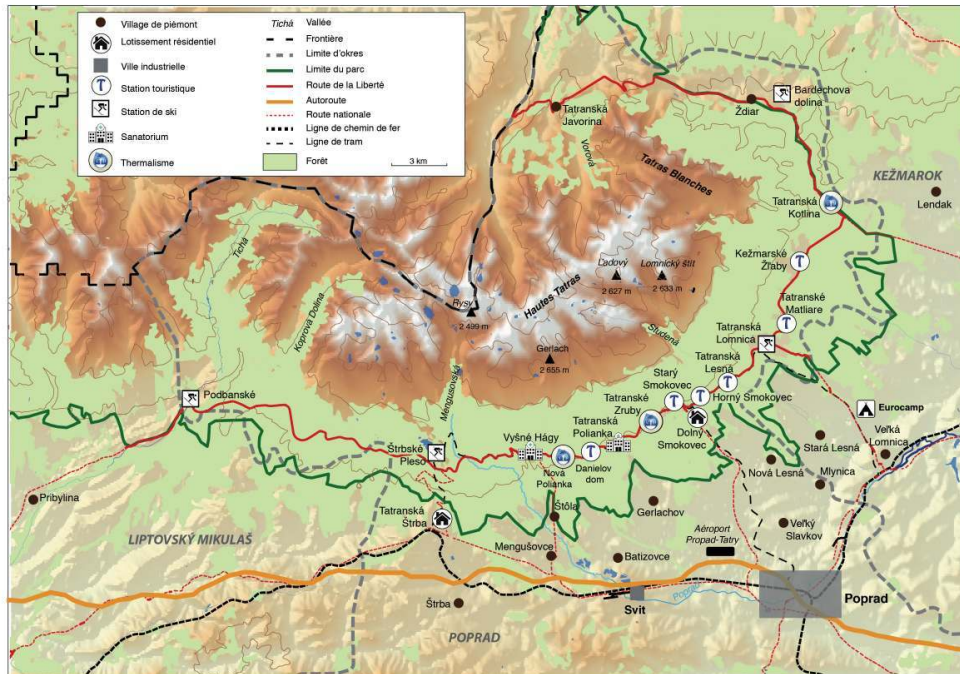 Village de piémont
Lotissement résidentiel
Ville industrielle
Station touristique
Station de ski
Sanatorium
Thermalisme
Tichá
Vallée
Frontière
Limite d'okres
Limite du parc
Route de la Liberté
Autoroute
Route nationale
Ligne de chemin de fer
Ligne de tram
Forêt
3 km
Tatranská
Javorina
Ždiar
Bardechova
dolina
Vorová
Tatras Blanches
KEŽMAROK
Lendak
Tatranská
Kotlina
Tichá
Koprová Dolina
Kežmarské
Žľaby
Ľadový
2 627 m
Lomnický štít
2 633 m
Rysy
2 499 m
Hautes Tatras
Tatranské
Matliare
Studená
Tatranská
Lomnicá
Gerlach
2 655 m
Mengusovská
Tatranská
Lesná
Starý
Smokovec
Horný Smokovec
Podbanské
Tatranské
Zruby
Dolný
Smokovec
Eurocamp
Tatranská
Polianka
Vyšné Hágy
Štrbské
Pleso
Nová
Polianka
Danielov
dom
Stará Lesná
Veľká
Lomnica
Nová Lesná
Mlynica
Pribylina
Tatranská
Štrba
Štôla
Gerlachov
Veľký
Slavkov
Aéroport
Propad-Tatry
LIPTOVSKÝ MIKULAŠ
Mengušovce
Batizovce
Štrba
Svit
Poprad
Poprad
POPRAD